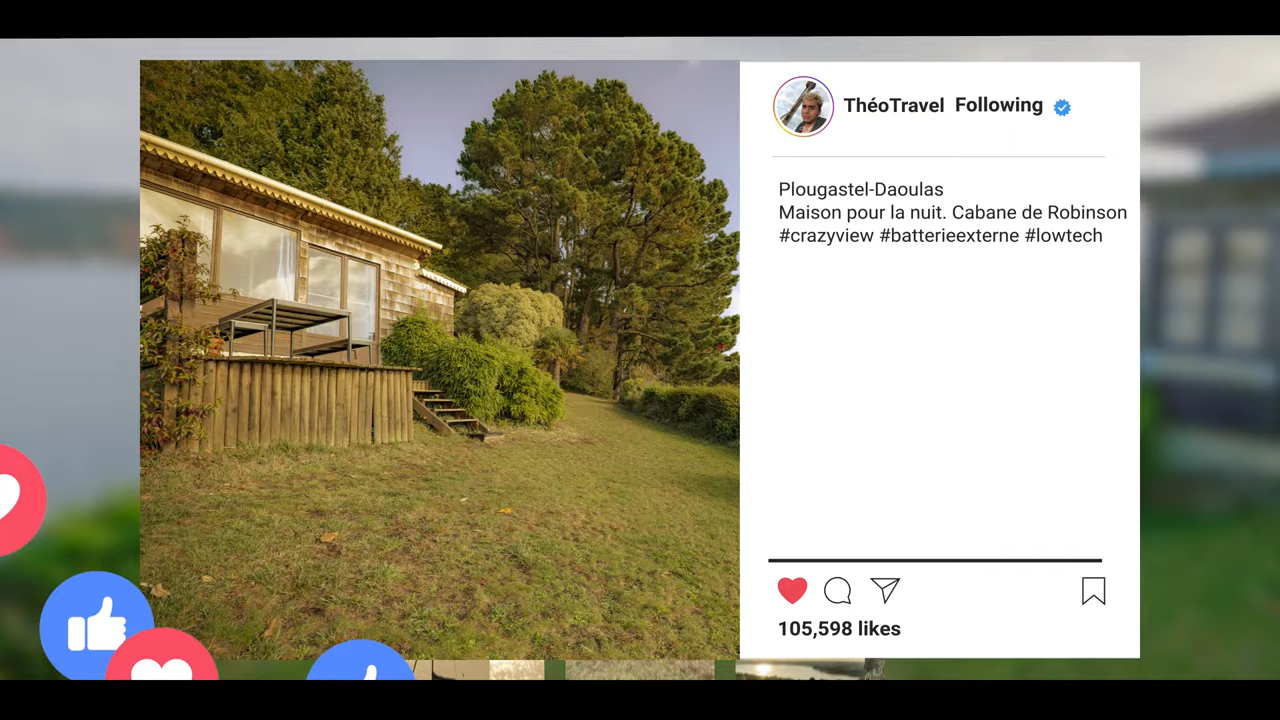 ThéoTravel Following
Plougastel-Daoulas
Maison pour la nuit. Cabane de Robinson
#crazyview #batterieexterne #lowtech
105,598 likes